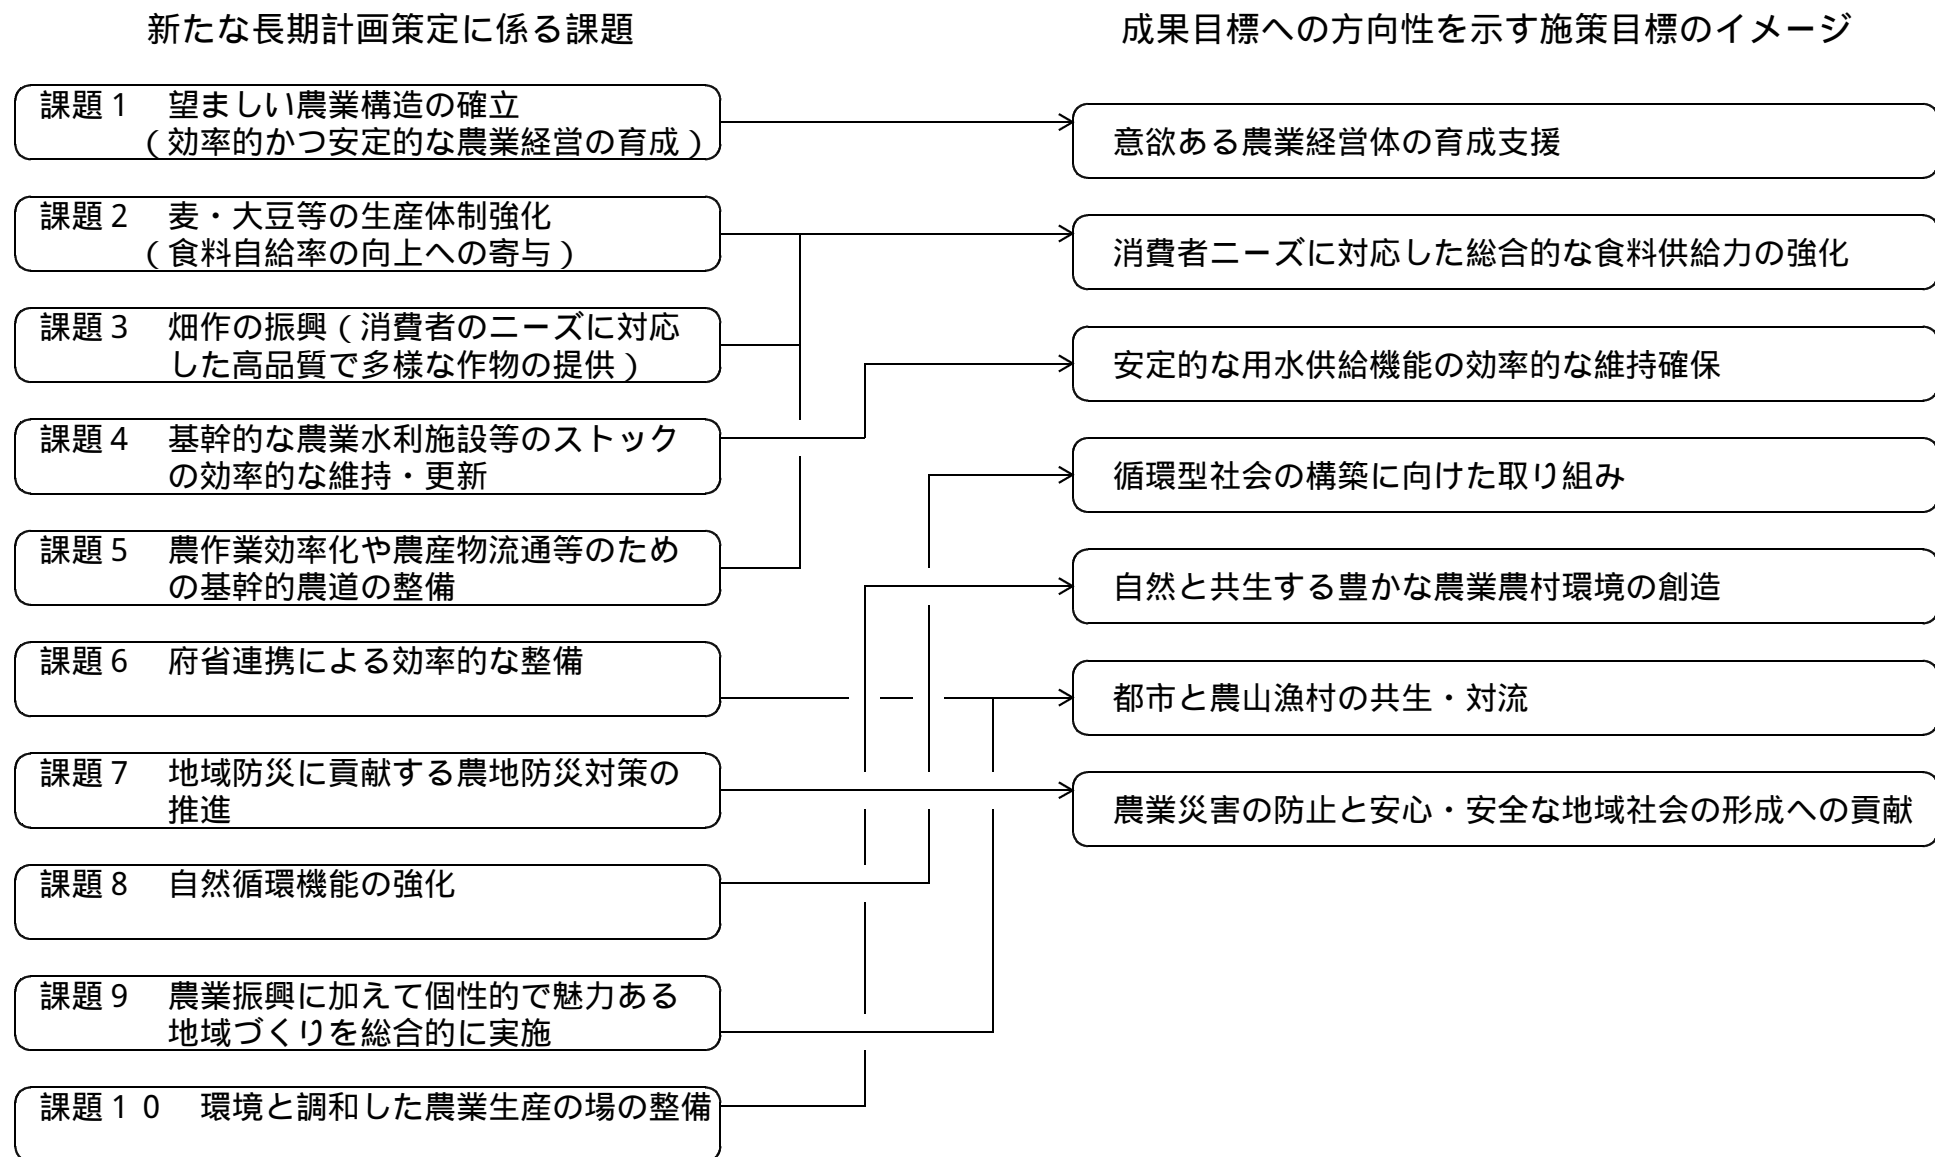 新たな長期計画策定に係る課題
課題1　望ましい農業構造の確立
（効率的かつ安定的な農業経営の育成）
課題2　麦・大豆等の生産体制強化
（食料自給率の向上への寄与）
課題3　畑作の振興（消費者のニーズに対応
した高品質で多様な作物の提供）
課題4　基幹的な農業水利施設等のストック
の効率的な維持・更新
課題5　農作業効率化や農産物流通等のため
の基幹的農道の整備
課題6　府省連携による効率的な整備
課題7　地域防災に貢献する農地防災対策の
推進
課題8　自然循環機能の強化
課題9　農業振興に加えて個性的で魅力ある
地域づくりを総合的に実施
課題10　環境と調和した農業生産の場の整備
成果目標への方向性を示す施策目標のイメージ
意欲ある農業経営体の育成支援
消費者ニーズに対応した総合的な食料供給力の強化
安定的な用水供給機能の効率的な維持確保
循環型社会の構築に向けた取り組み
自然と共生する豊かな農業農村環境の創造
都市と農山漁村の共生・対流
農業災害の防止と安心・安全な地域社会の形成への貢献